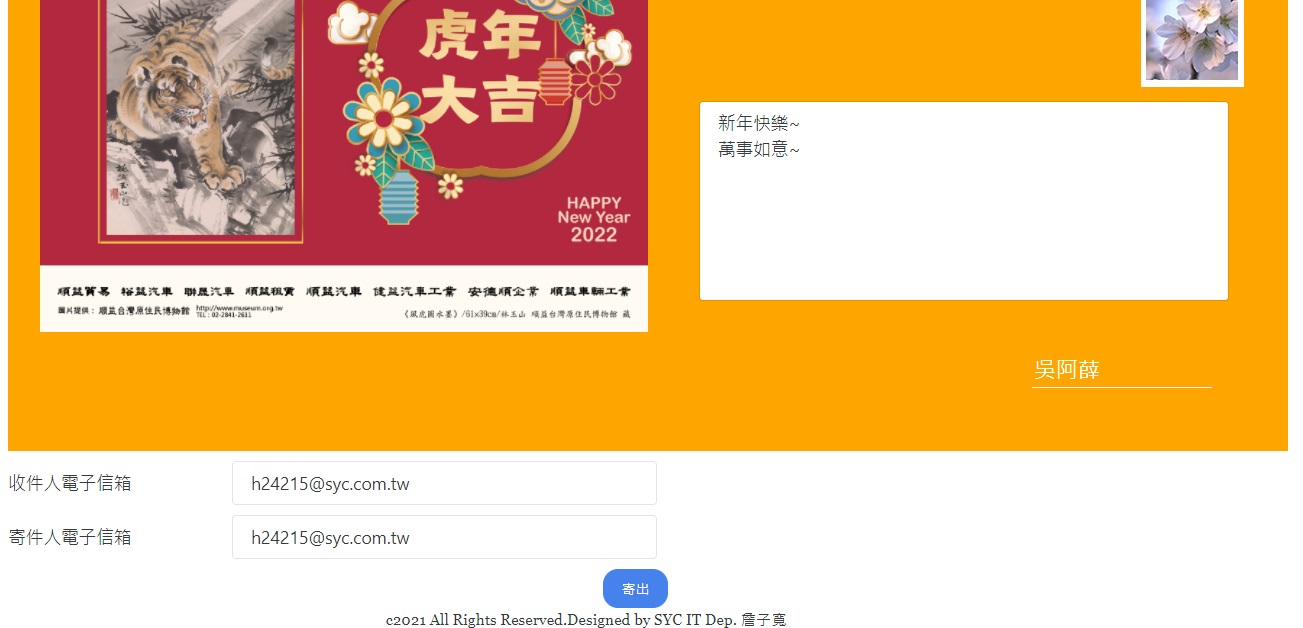 虎年
大吉
HAPPY
New Year
2022
順益貿易 裕益汽車 聯晟汽車 順益租賃 順益汽車 健益汽車工業 安德順企業 順益車輛工業
圖片提供：順益台灣原住民博物館 http://www.museum.org.tw
TEL：02-2841-2611
《風虎圖水墨》/61x39cm/林玉山 順益台灣原住民博物館 藏
新年快樂~
萬事如意~
吳阿薛
收件人電子信箱 h24215@syc.com.tw
寄件人電子信箱 h24215@syc.com.tw
寄出
c2021 All Rights Reserved.Designed by SYC IT Dep. 詹子寬